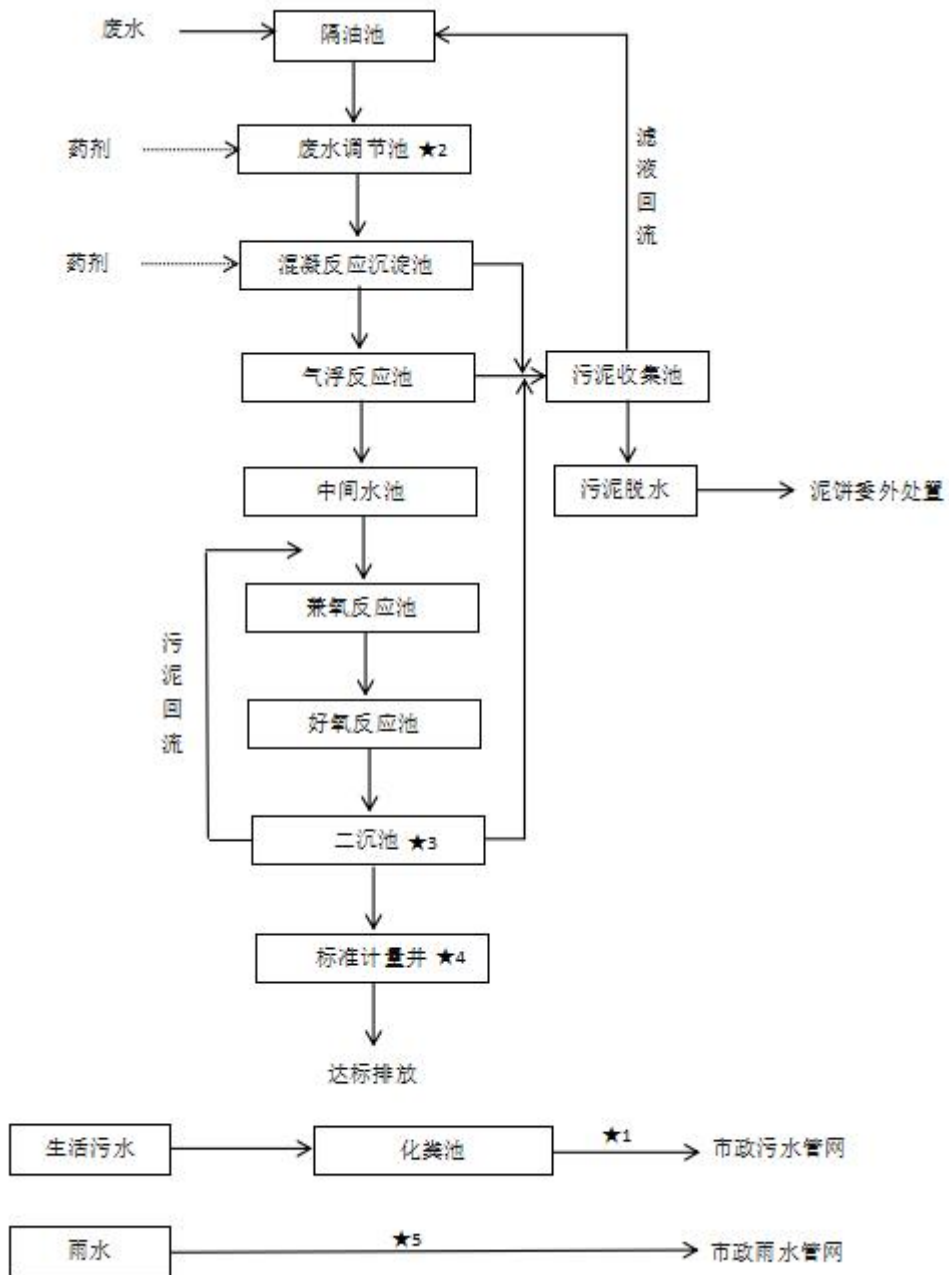 废水
隔油池
药剂
废水调节池 ★2
滤液回流
药剂
混凝反应沉淀池
气浮反应池
污泥收集池
中间水池
污泥脱水
泥饼委外处置
兼氧反应池
污泥回流
好氧反应池
二沉池 ★3
标准计量井 ★4
达标排放
生活污水
化粪池
★1
市政污水管网
雨水
★5
市政雨水管网